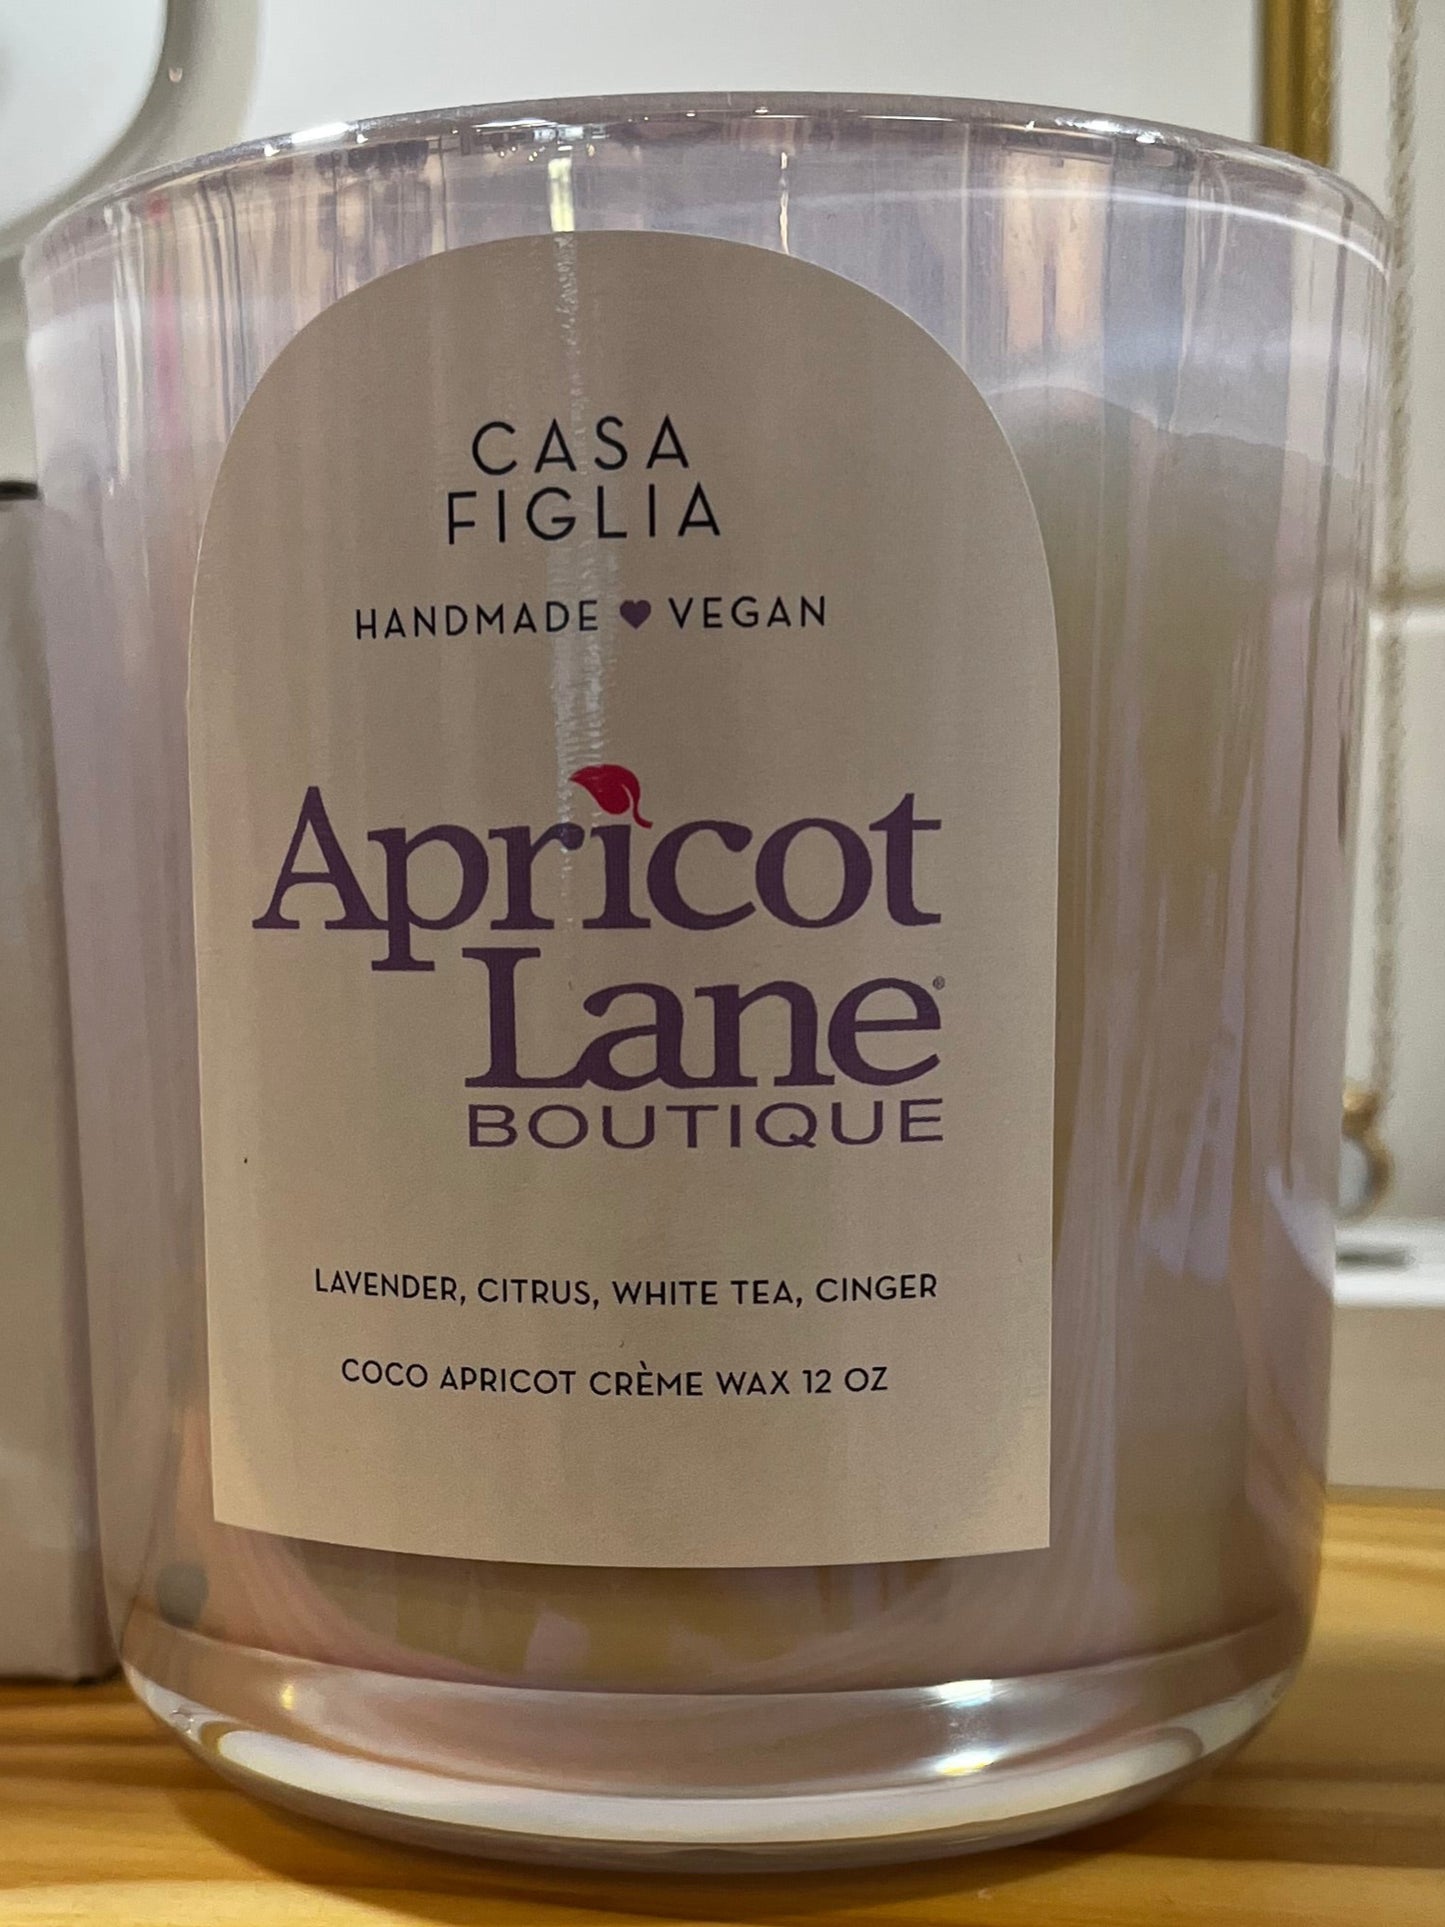 CASA
FIGLIA
HANDMADE ♥ VEGAN
Apricot
Lane®
BOUTIQUE
LAVENDER, CITRUS, WHITE TEA, CINGER
COCO APRICOT CRÈME WAX 12 OZ